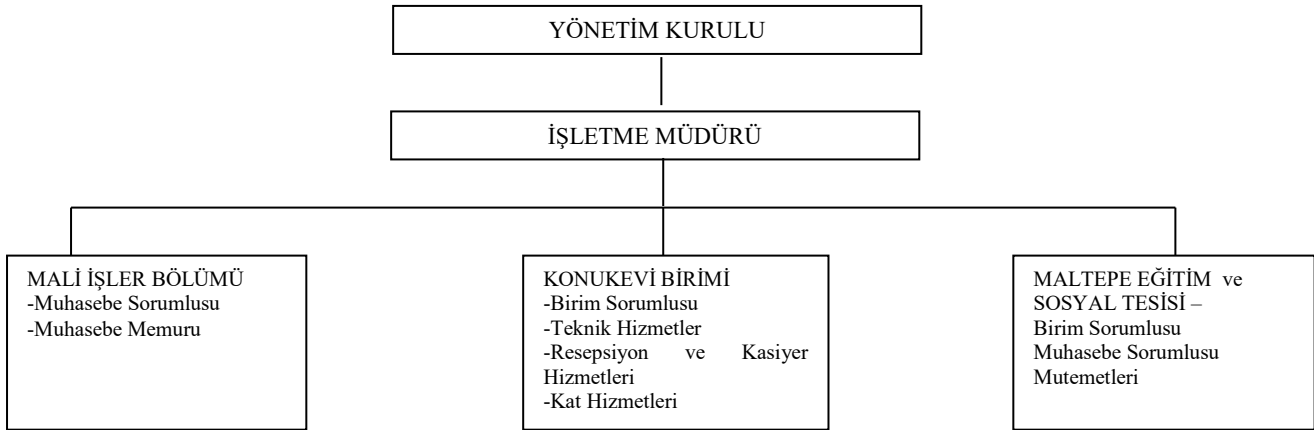 YÖNETİM KURULU
İŞLETME MÜDÜRÜ
MALİ İŞLER BÖLÜMÜ
-Muhasebe Sorumlusu
-Muhasebe Memuru
KONUKEVİ BİRİMİ
-Birim Sorumlusu
-Teknik Hizmetler
-Resepsiyon ve Kasiyer
Hizmetleri
-Kat Hizmetleri
MALTEPE EĞİTİM ve
SOSYAL TESİSİ –
Birim Sorumlusu
Muhasebe Sorumlusu
Mutemetleri